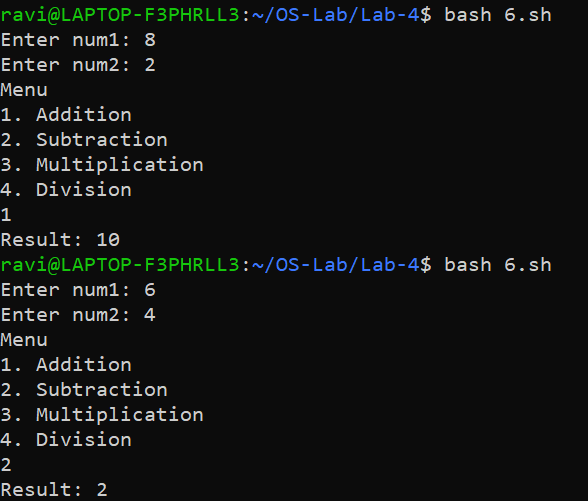 ravi@LAPTOP-F3PHRLL3:~/OS-Lab/Lab-4$ bash 6.sh
Enter num1: 8
Enter num2: 2
Menu
1. Addition
2. Subtraction
3. Multiplication
4. Division
1
Result: 10
ravi@LAPTOP-F3PHRLL3:~/OS-Lab/Lab-4$ bash 6.sh
Enter num1: 6
Enter num2: 4
Menu
1. Addition
2. Subtraction
3. Multiplication
4. Division
2
Result: 2